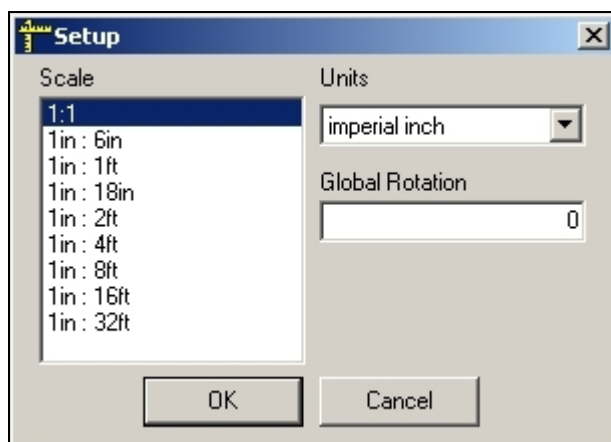 Setup
Scale
1:1
1in : 6in
1in : 1ft
1in : 18in
1in : 2ft
1in : 4ft
1in : 8ft
1in : 16ft
1in : 32ft
Units
imperial inch
Global Rotation
0
OK
Cancel